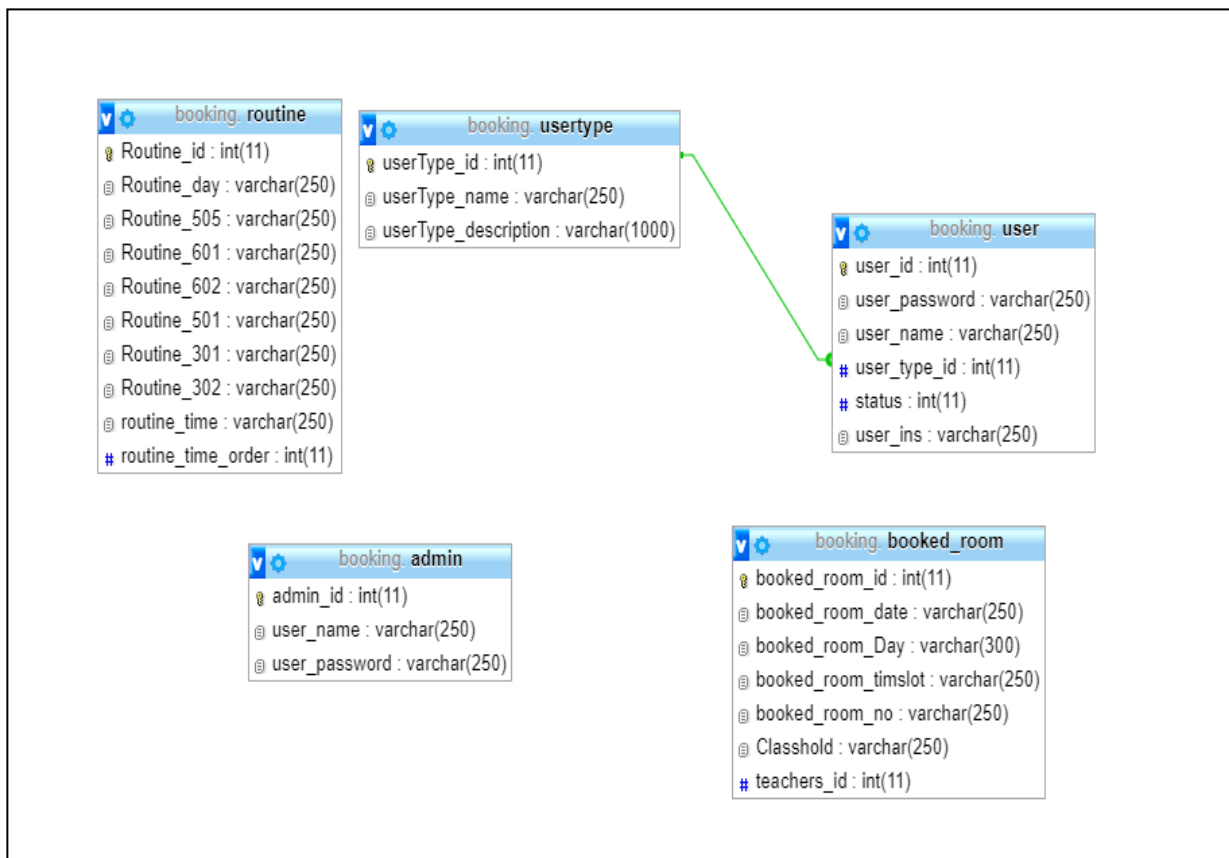 booking. routine
Routine_id : int(11)
Routine_day : varchar(250)
Routine_505 : varchar(250)
Routine_601 : varchar(250)
Routine_602 : varchar(250)
Routine_501 : varchar(250)
Routine_301 : varchar(250)
Routine_302 : varchar(250)
routine_time : varchar(250)
# routine_time_order : int(11)
booking. usertype
userType_id : int(11)
userType_name : varchar(250)
userType_description : varchar(1000)
booking. user
user_id : int(11)
user_password : varchar(250)
user_name : varchar(250)
# user_type_id : int(11)
# status : int(11)
user_ins : varchar(250)
booking. admin
admin_id : int(11)
user_name : varchar(250)
user_password : varchar(250)
booking. booked_room
booked_room_id : int(11)
booked_room_date : varchar(250)
booked_room_Day : varchar(300)
booked_room_timslot : varchar(250)
booked_room_no : varchar(250)
Classhold : varchar(250)
# teachers_id : int(11)